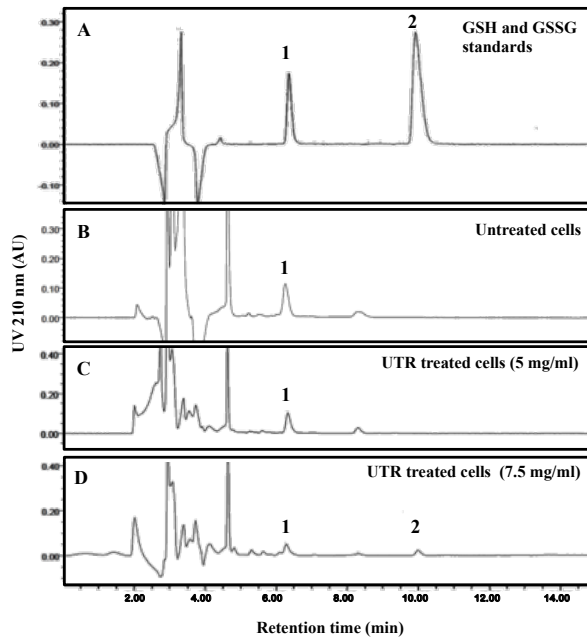 A
GSH and GSSG
standards
1
2
0.30
0.20
0.10
0.00
-0.10
B
Untreated cells
1
0.30
0.20
0.10
0.00
UV 210 nm (AU)
C
UTR treated cells (5 mg/ml)
1
0.40
0.20
0.00
D
UTR treated cells (7.5 mg/ml)
1
2
0.40
0.20
0.00
2.00 4.00 6.00 8.00 10.00 12.00 14.00
Retention time (min)